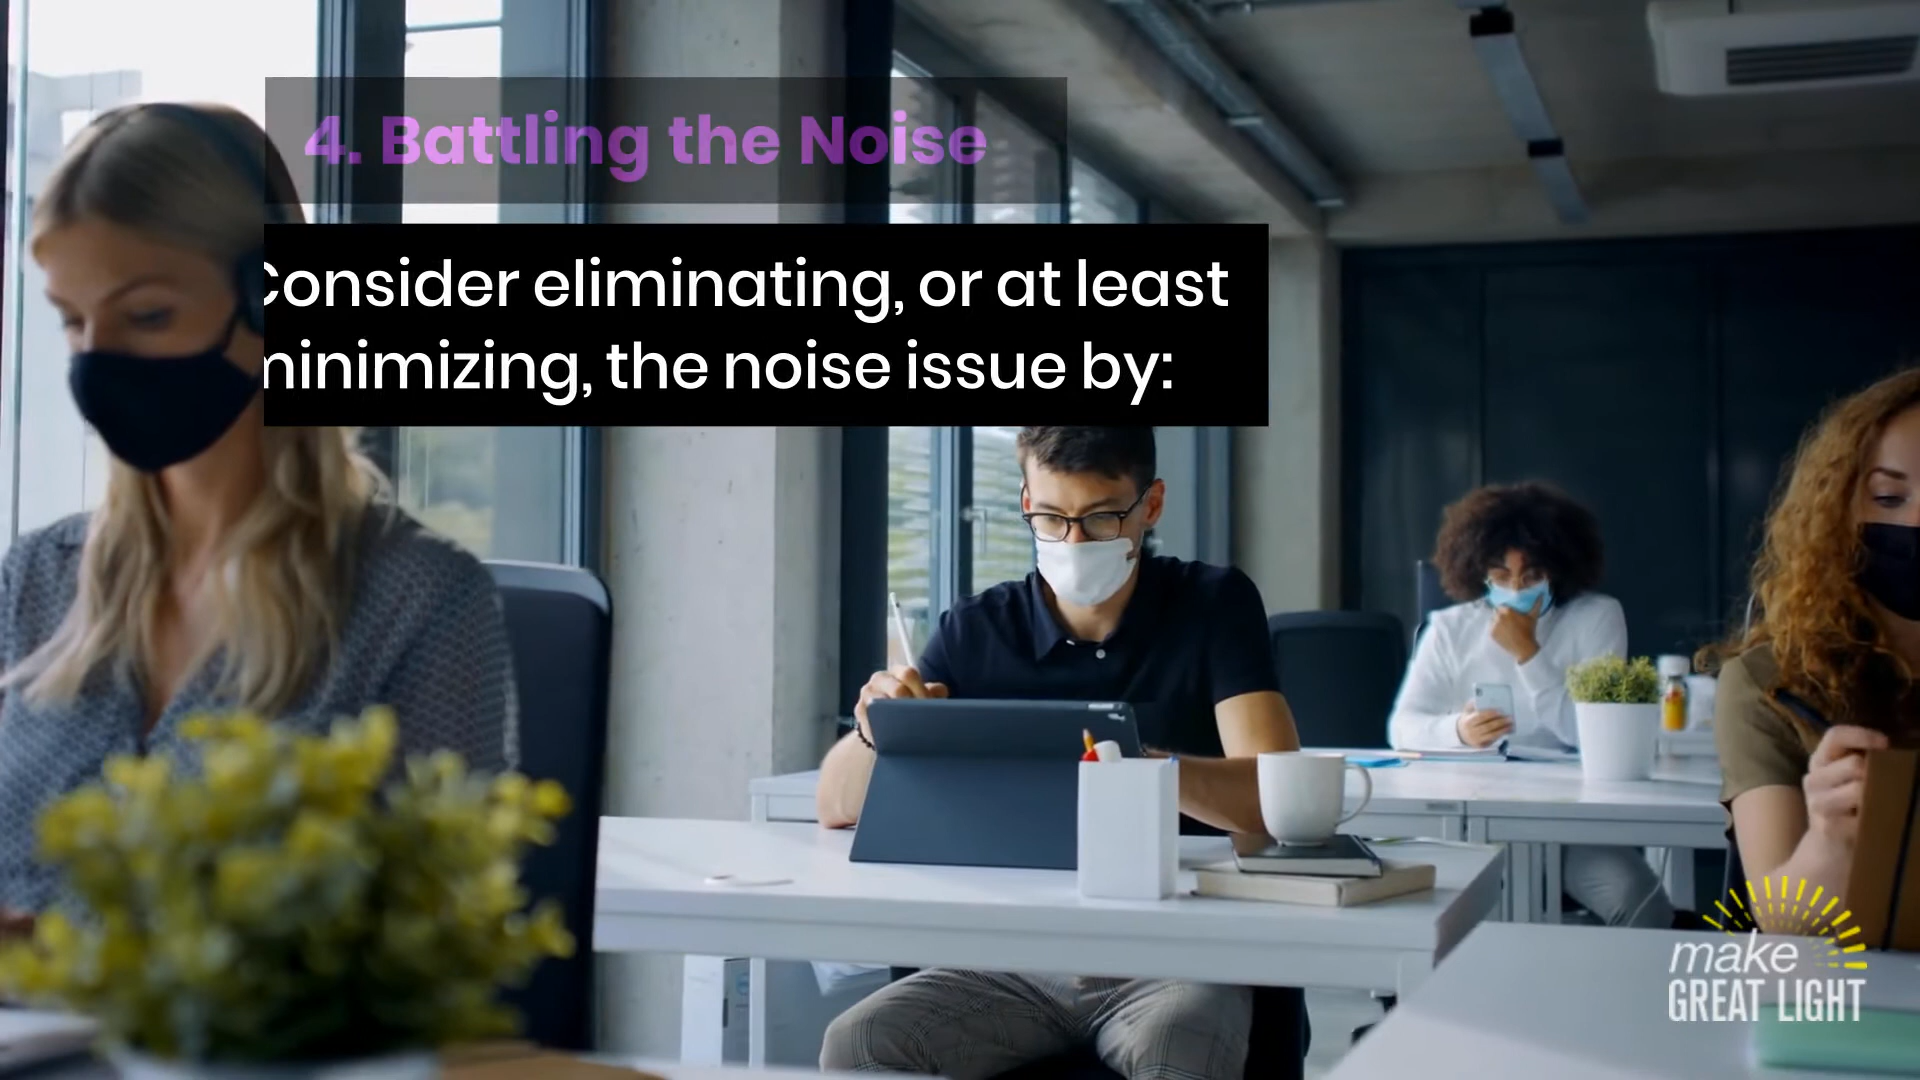 4. Battling the Noise
Consider eliminating, or at least
minimizing, the noise issue by:
make
GREAT LIGHT